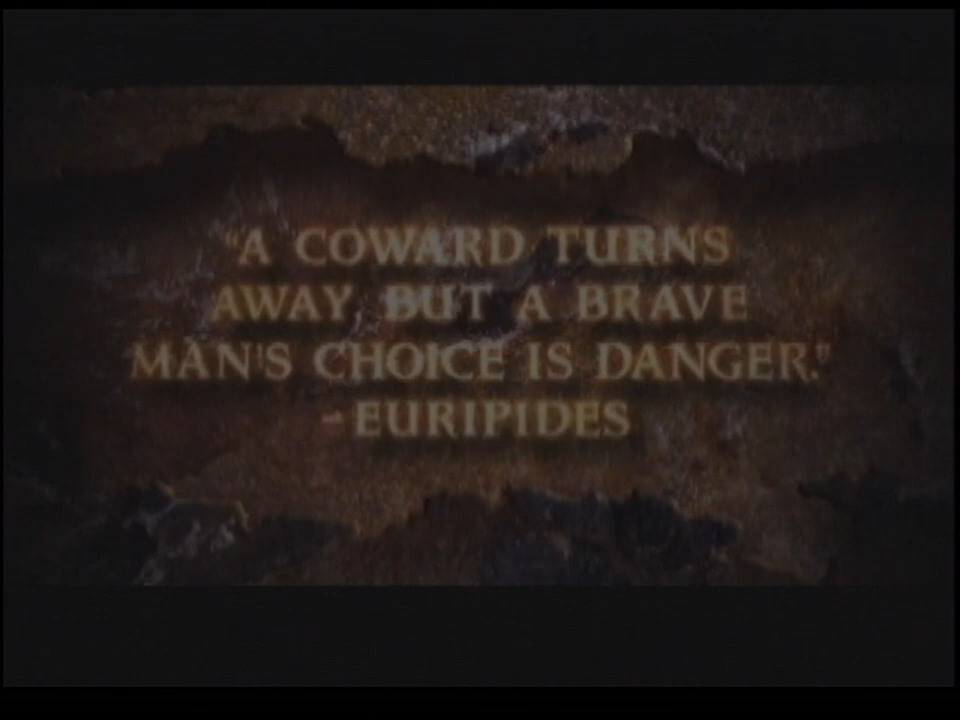 "A COWARD TURNS
AWAY BUT A BRAVE
MAN'S CHOICE IS DANGER."
- EURIPIDES